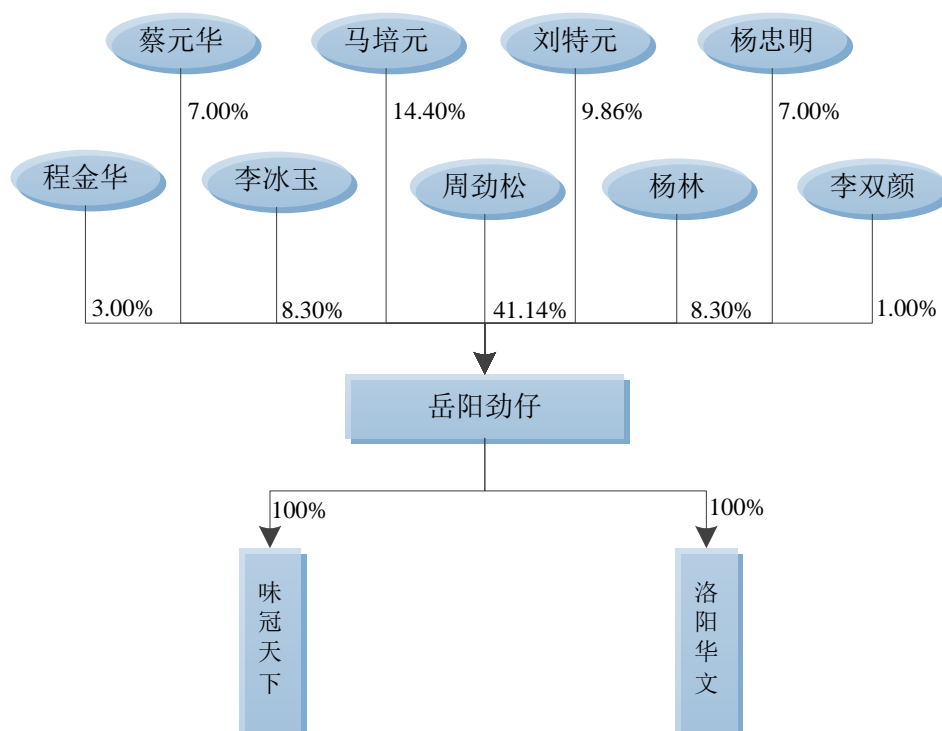 蔡元华
马培元
刘特元
杨忠明
7.00%
14.40%
9.86%
7.00%
程金华
李冰玉
周劲松
杨林
李双颜
3.00%
8.30%
41.14%
8.30%
1.00%
岳阳劲仔
100%
100%
味冠天下
洛阳华文